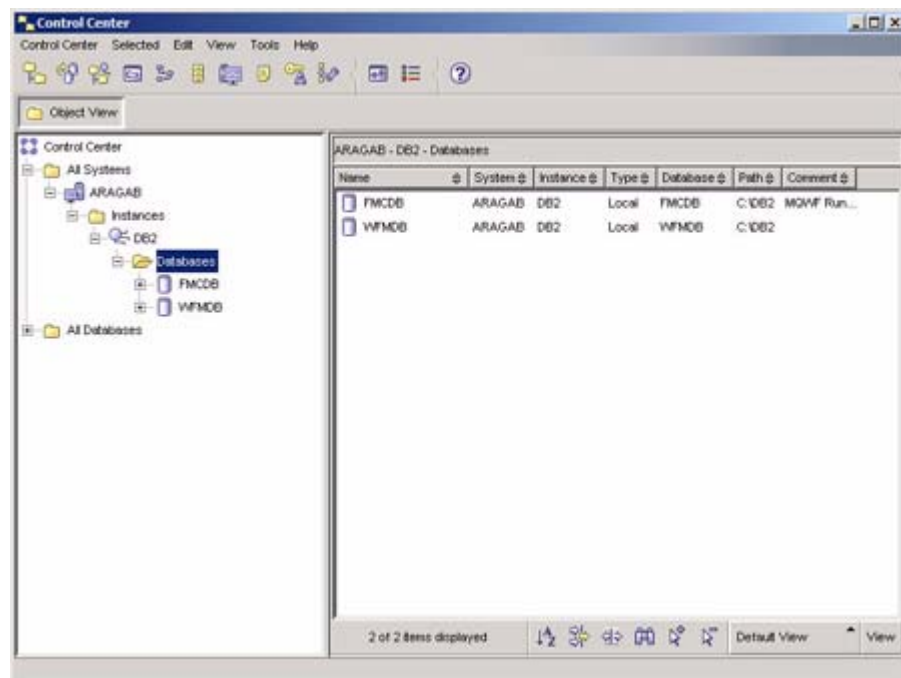 Control Center
Control Center Selected Edit View Tools Help
Object View
Control Center
All Systems
ARAGAB
Instances
DB2
Databases
FMCDB
WFMDB
All Databases
ARAGAB - DB2 - Databases
Name System Instance Type Database Path Comment
FMCDB ARAGAB DB2 Local FMCDB C:\DB2 MQWF Run...
WFMDB ARAGAB DB2 Local WFMDB C:\DB2
2 of 2 items displayed Default View View